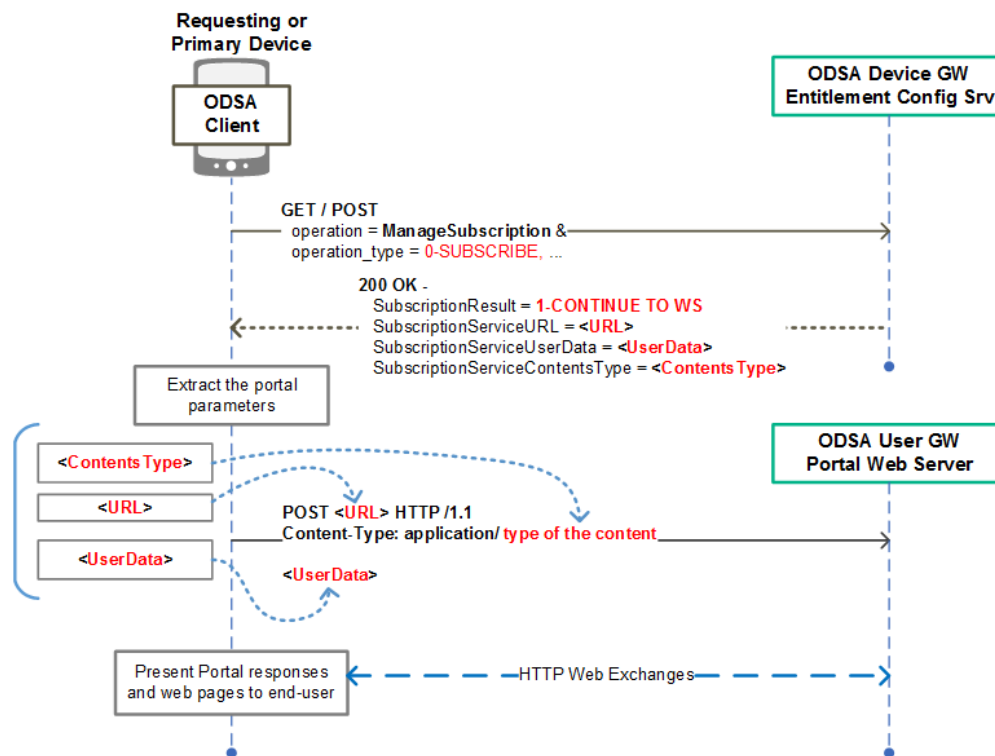 Requesting or
Primary Device
ODSA
Client
ODSA Device GW
Entitlement Config Srv
GET / POST
operation = ManageSubscription &
operation_type = 0-SUBSCRIBE, ...
200 OK -
SubscriptionResult = 1-CONTINUE TO WS
SubscriptionServiceURL = <URL>
SubscriptionServiceUserData = <UserData>
SubscriptionServiceContentsType = <ContentsType>
Extract the portal
parameters
ODSA User GW
Portal Web Server
<ContentsType>
<URL>
<UserData>
POST <URL> HTTP /1.1
Content-Type: application/ type of the content
<UserData>
Present Portal responses
and web pages to end-user
HTTP Web Exchanges